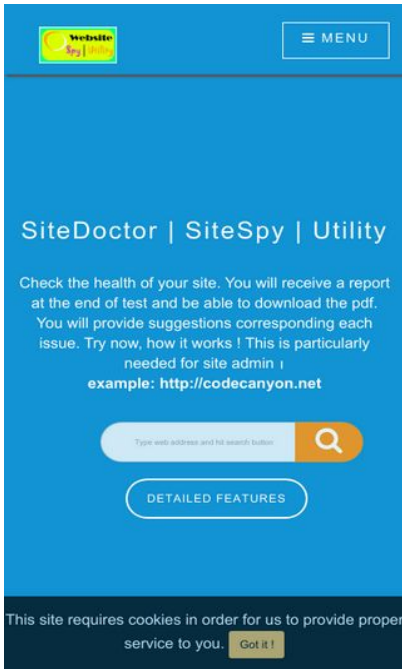 Website
Spy | Utility
≡ MENU
SiteDoctor | SiteSpy | Utility
Check the health of your site. You will receive a report
at the end of test and be able to download the pdf.
You will provide suggestions corresponding each
issue. Try now, how it works ! This is particularly
needed for site admin ।
example: http://codecanyon.net
Type web address and hit search button
DETAILED FEATURES
This site requires cookies in order for us to provide proper
service to you. Got it !